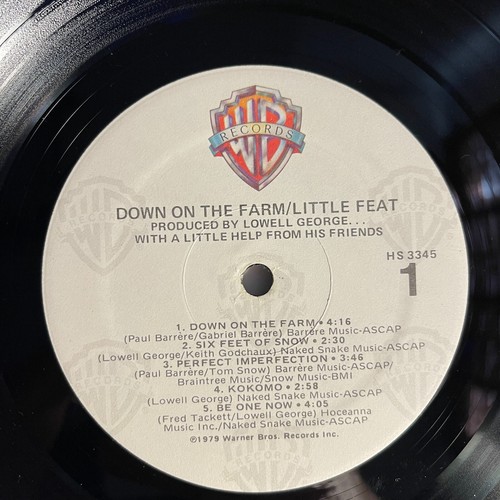 WB
RECORDS
DOWN ON THE FARM/LITTLE FEAT
PRODUCED BY LOWELL GEORGE...
WITH A LITTLE HELP FROM HIS FRIENDS
HS 3345
1
1. DOWN ON THE FARM • 4:16
(Paul Barrère/Gabriel Barrère) Barrère Music-ASCAP
2. SIX FEET OF SNOW • 2:30
(Lowell George/Keith Godchaux) Naked Snake Music-ASCAP
3. PERFECT IMPERFECTION • 3:46
(Paul Barrère/Tom Snow) Barrère Music-ASCAP/
Braintree Music/Snow Music-BMI
4. KOKOMO • 2:58
(Lowell George) Naked Snake Music-ASCAP
5. BE ONE NOW • 4:05
(Fred Tackett/Lowell George) Hoceanna
Music Inc./Naked Snake Music-ASCAP
℗1979 Warner Bros. Records Inc.